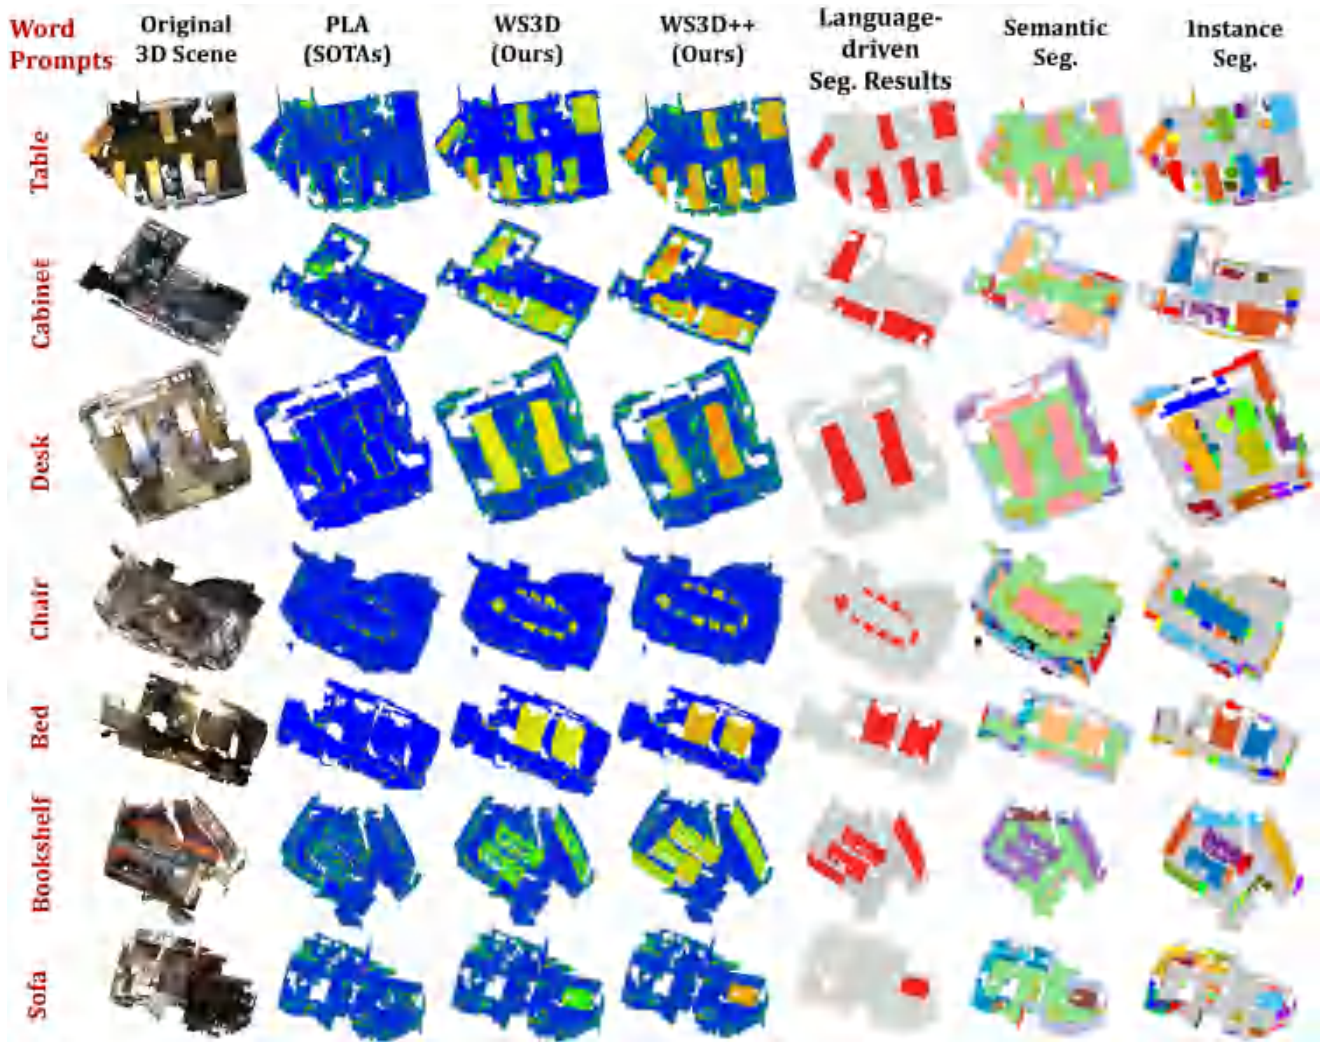 Word
Prompts
Original
3D Scene
PLA
(SOTAs)
WS3D
(Ours)
WS3D++
(Ours)
Language-
driven
Seg. Results
Semantic
Seg.
Instance
Seg.
Table
Cabinet
Desk
Chair
Bed
Bookshelf
Sofa